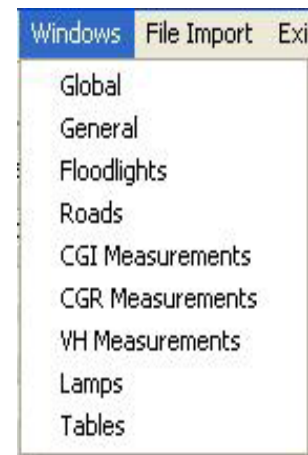 Windows File Import Exi
Global
General
Floodlights
Roads
CGI Measurements
CGR Measurements
VH Measurements
Lamps
Tables